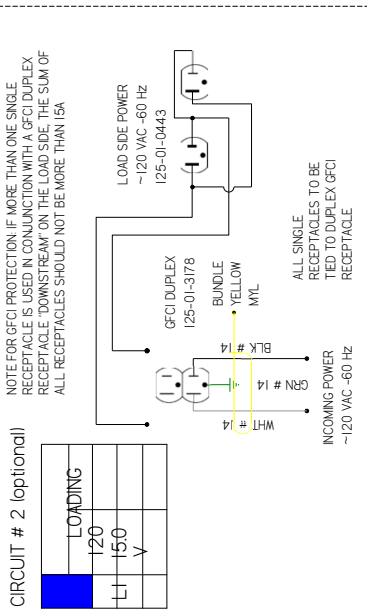 CIRCUIT # 2 (optional)
LOADING
120
L1 15.0
V
NOTE FOR GFCI PROTECTION: IF MORE THAN ONE SINGLE
RECEPTACLE IS USED IN CONJUNCTION WITH A GFCI DUPLEX
RECEPTACLE "DOWNSTREAM" ON THE LOAD SIDE, THE SUM OF
ALL RECEPTACLES SHOULD NOT BE MORE THAN 15A
LOAD SIDE POWER
~120 VAC -60 Hz
125-01-0443
GFCI DUPLEX
125-01-3178
BUNDLE
YELLOW
MYL
WHT # 14
GRN # 14
BLK # 14
INCOMING POWER
~120 VAC -60 Hz
ALL SINGLE
RECEPTACLES TO BE
TIED TO DUPLEX GFCI
RECEPTACLE